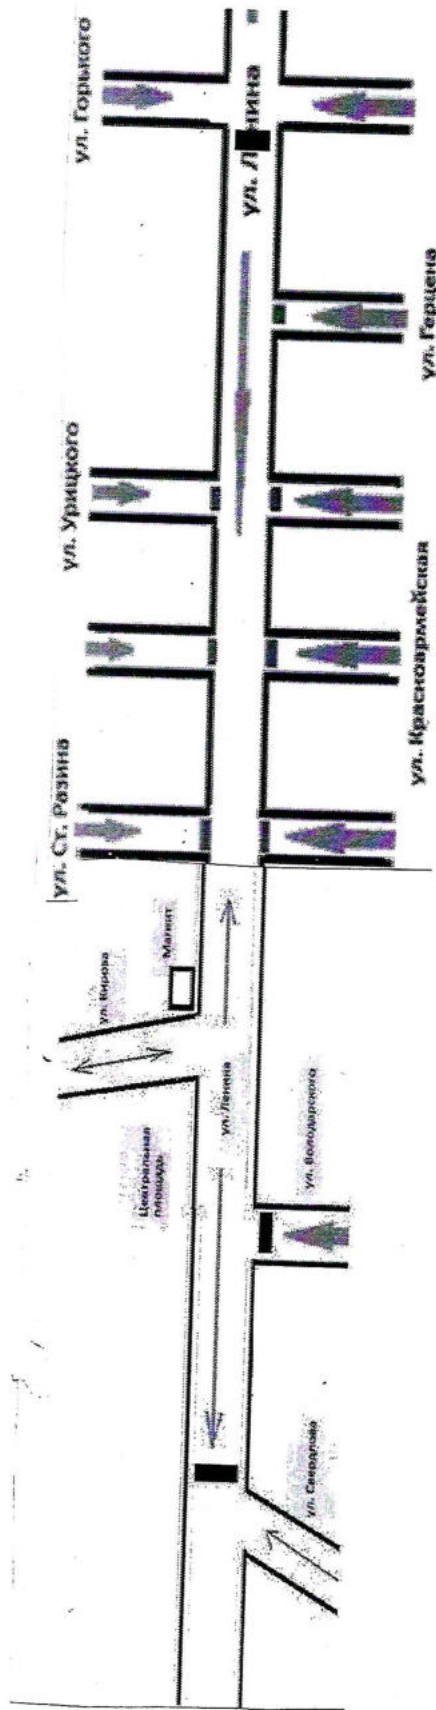 ул. Горького
ул. Ленина
ул. Герцена
ул. Урицкого
ул. Красноармейская
ул. Ст. Разина
ул. Кирова
Магнит
ул. Ленина
Центральная
площадь
ул. Володарского
ул. Свердлова